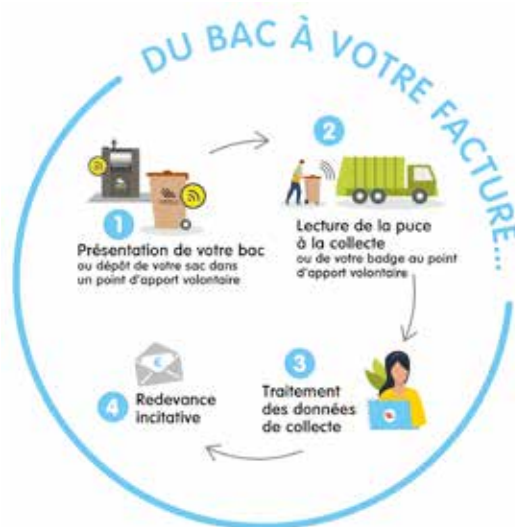 DU BAC À VOTRE FACTURE...
1
Présentation de votre bac
ou dépôt de votre sac dans
un point d'apport volontaire
2
Lecture de la puce
à la collecte
ou de votre badge au point
d'apport volontaire
3
Traitement
des données
de collecte
€
4
Redevance
incitative